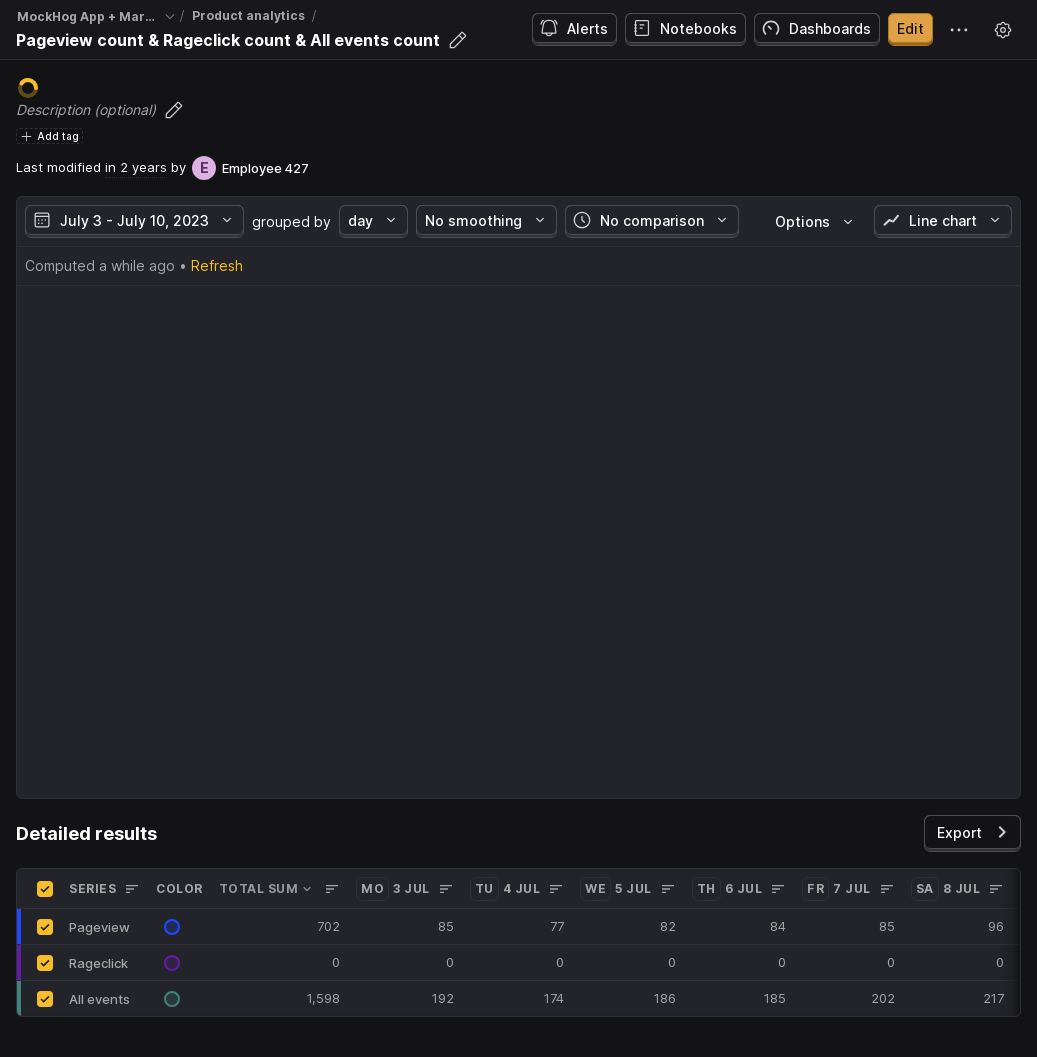 MockHog App + Mar... / Product analytics /
Pageview count & Rageclick count & All events count
Alerts Notebooks Dashboards Edit
Description (optional)
Add tag
Last modified in 2 years by E Employee 427
July 3 - July 10, 2023 grouped by day No smoothing No comparison Options Line chart
Computed a while ago • Refresh
Detailed results
Export
SERIES COLOR TOTAL SUM MO 3 JUL TU 4 JUL WE 5 JUL TH 6 JUL FR 7 JUL SA 8 JUL
Pageview 702 85 77 82 84 85 96
Rageclick 0 0 0 0 0 0 0
All events 1,598 192 174 186 185 202 217